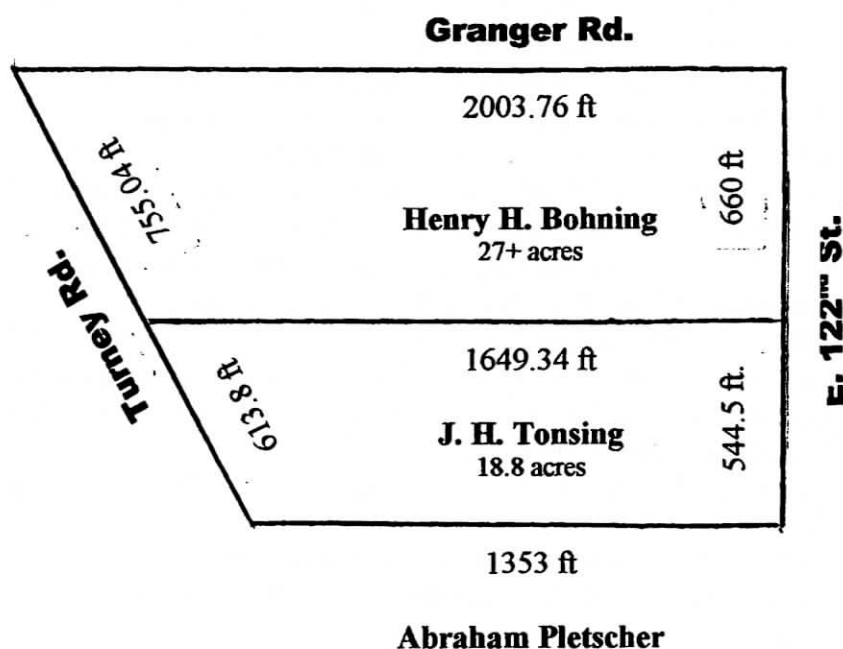 Granger Rd.
2003.76 ft
755.04 ft
660 ft
Henry H. Bohning
27+ acres
Turney Rd.
E. 122ⁿᵈ St.
1649.34 ft
613.8 ft
544.5 ft.
J. H. Tonsing
18.8 acres
1353 ft
Abraham Pletscher